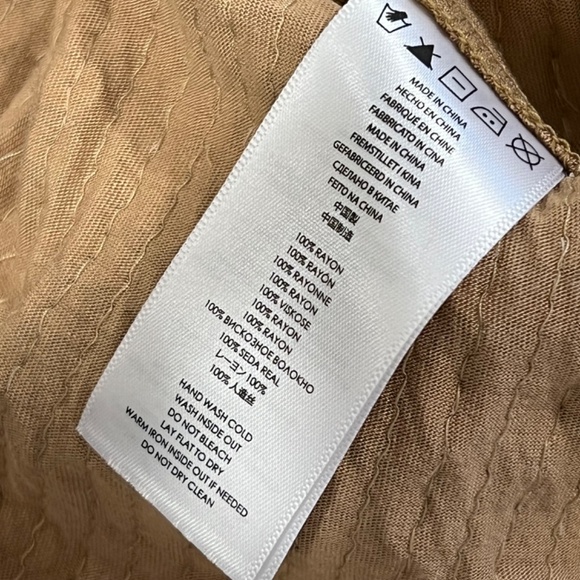 MADE IN CHINA
HECHO EN CHINA
FABRIQUÉ EN CHINE
FABBRICATO IN CINA
MADE IN CHINA
FREMSTILLET I KINA
GEFABRICEERD IN CHINA
СДЕЛАНО В КИТАЕ
FEITO NA CHINA
中国製
中国制造
100% RAYON
100% RAYÓN
100% RAYONNE
100% RAYON
100% VISKOSE
100% RAYON
100% RAYON
100% ВИСКОЗНОЕ ВОЛОКНО
100% SEDA REAL
レーヨン 100%
100% 人造丝
HAND WASH COLD
WASH INSIDE OUT
DO NOT BLEACH
LAY FLAT TO DRY
WARM IRON INSIDE OUT IF NEEDED
DO NOT DRY CLEAN